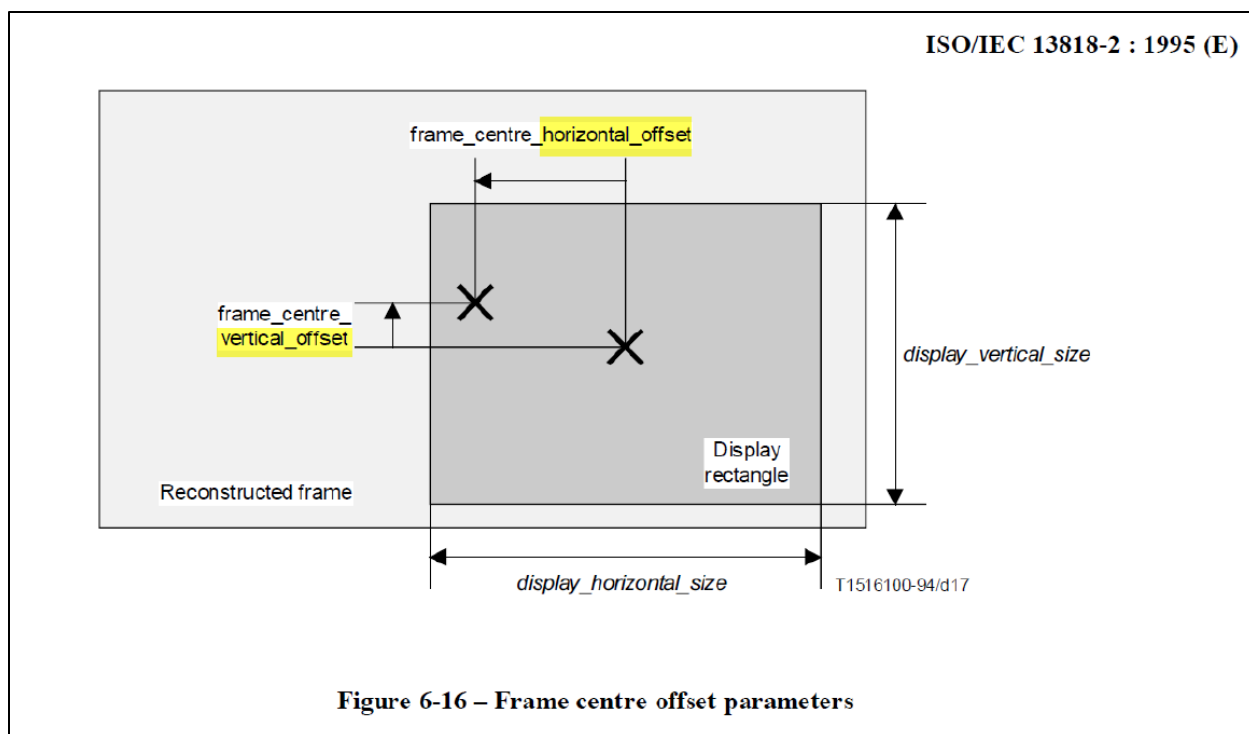 ISO/IEC 13818-2 : 1995 (E)
frame_centre_horizontal_offset
frame_centre_
vertical_offset
display_vertical_size
Display
rectangle
Reconstructed frame
display_horizontal_size
T1516100-94/d17
Figure 6-16 – Frame centre offset parameters